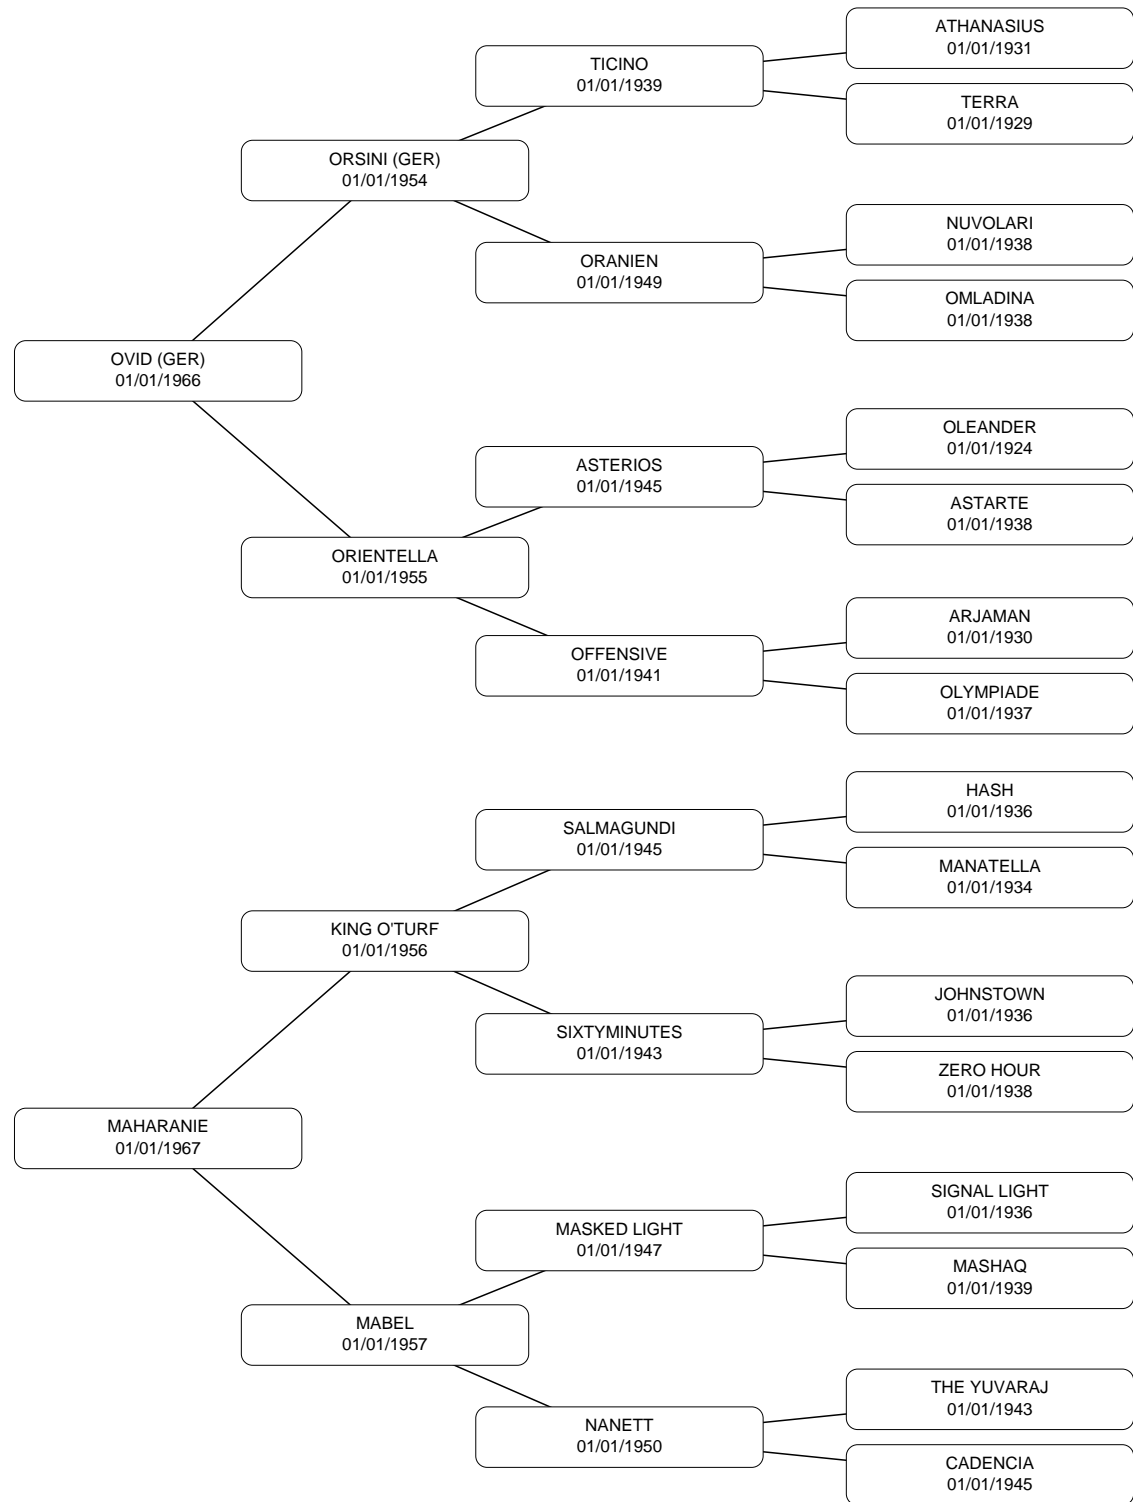 ATHANASIUS
01/01/1931
TICINO
01/01/1939
TERRA
01/01/1929
ORSINI (GER)
01/01/1954
NUVOLARI
01/01/1938
ORANIEN
01/01/1949
OMLADINA
01/01/1938
OVID (GER)
01/01/1966
OLEANDER
01/01/1924
ASTERIOS
01/01/1945
ASTARTE
01/01/1938
ORIENTELLA
01/01/1955
ARJAMAN
01/01/1930
OFFENSIVE
01/01/1941
OLYMPIADE
01/01/1937
HASH
01/01/1936
SALMAGUNDI
01/01/1945
MANATELLA
01/01/1934
KING O'TURF
01/01/1956
JOHNSTOWN
01/01/1936
SIXTYMINUTES
01/01/1943
ZERO HOUR
01/01/1938
MAHARANIE
01/01/1967
SIGNAL LIGHT
01/01/1936
MASKED LIGHT
01/01/1947
MASHAQ
01/01/1939
MABEL
01/01/1957
THE YUVARAJ
01/01/1943
NANETT
01/01/1950
CADENCIA
01/01/1945